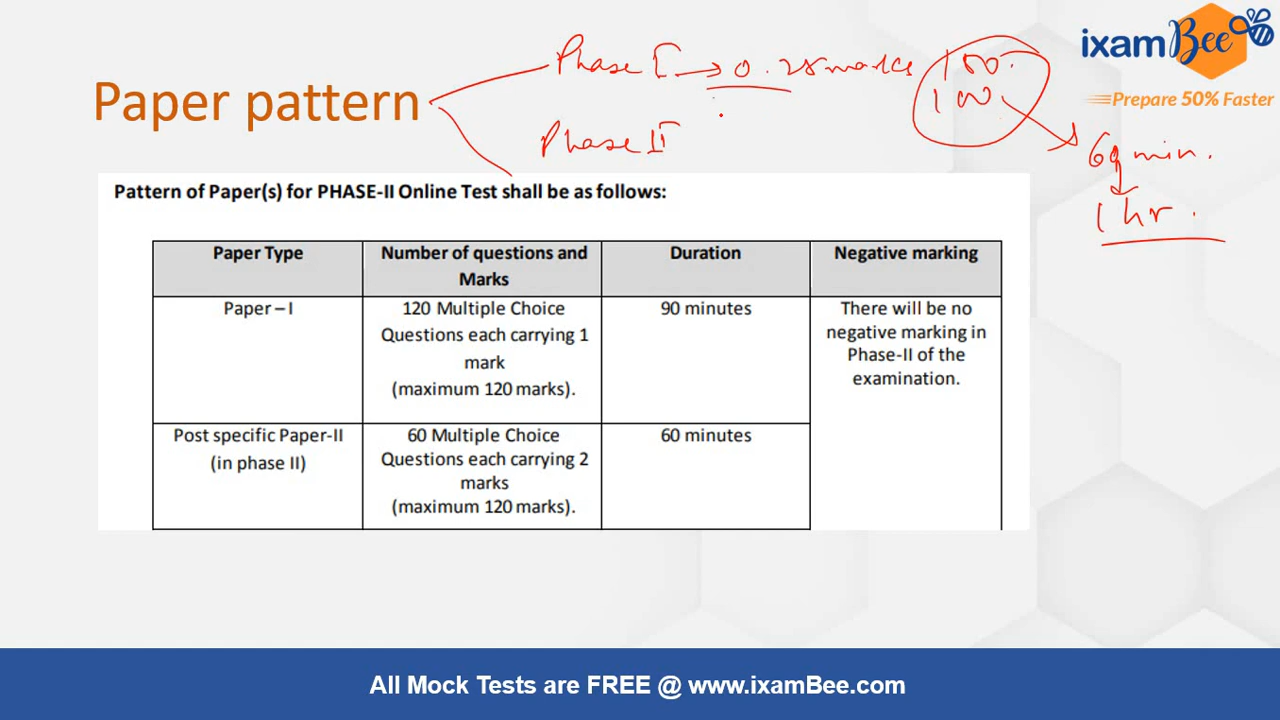 ixamBee
Prepare 50% Faster
Paper pattern
Phase I → 0.25 marks
100
100
Phase II
60 min.
1 hr.
Pattern of Paper(s) for PHASE-II Online Test shall be as follows:
Paper Type
Number of questions and
Marks
Duration
Negative marking
Paper – I
120 Multiple Choice
Questions each carrying 1
mark
(maximum 120 marks).
90 minutes
There will be no
negative marking in
Phase-II of the
examination.
Post specific Paper-II
(in phase II)
60 Multiple Choice
Questions each carrying 2
marks
(maximum 120 marks).
60 minutes
All Mock Tests are FREE @ www.ixamBee.com